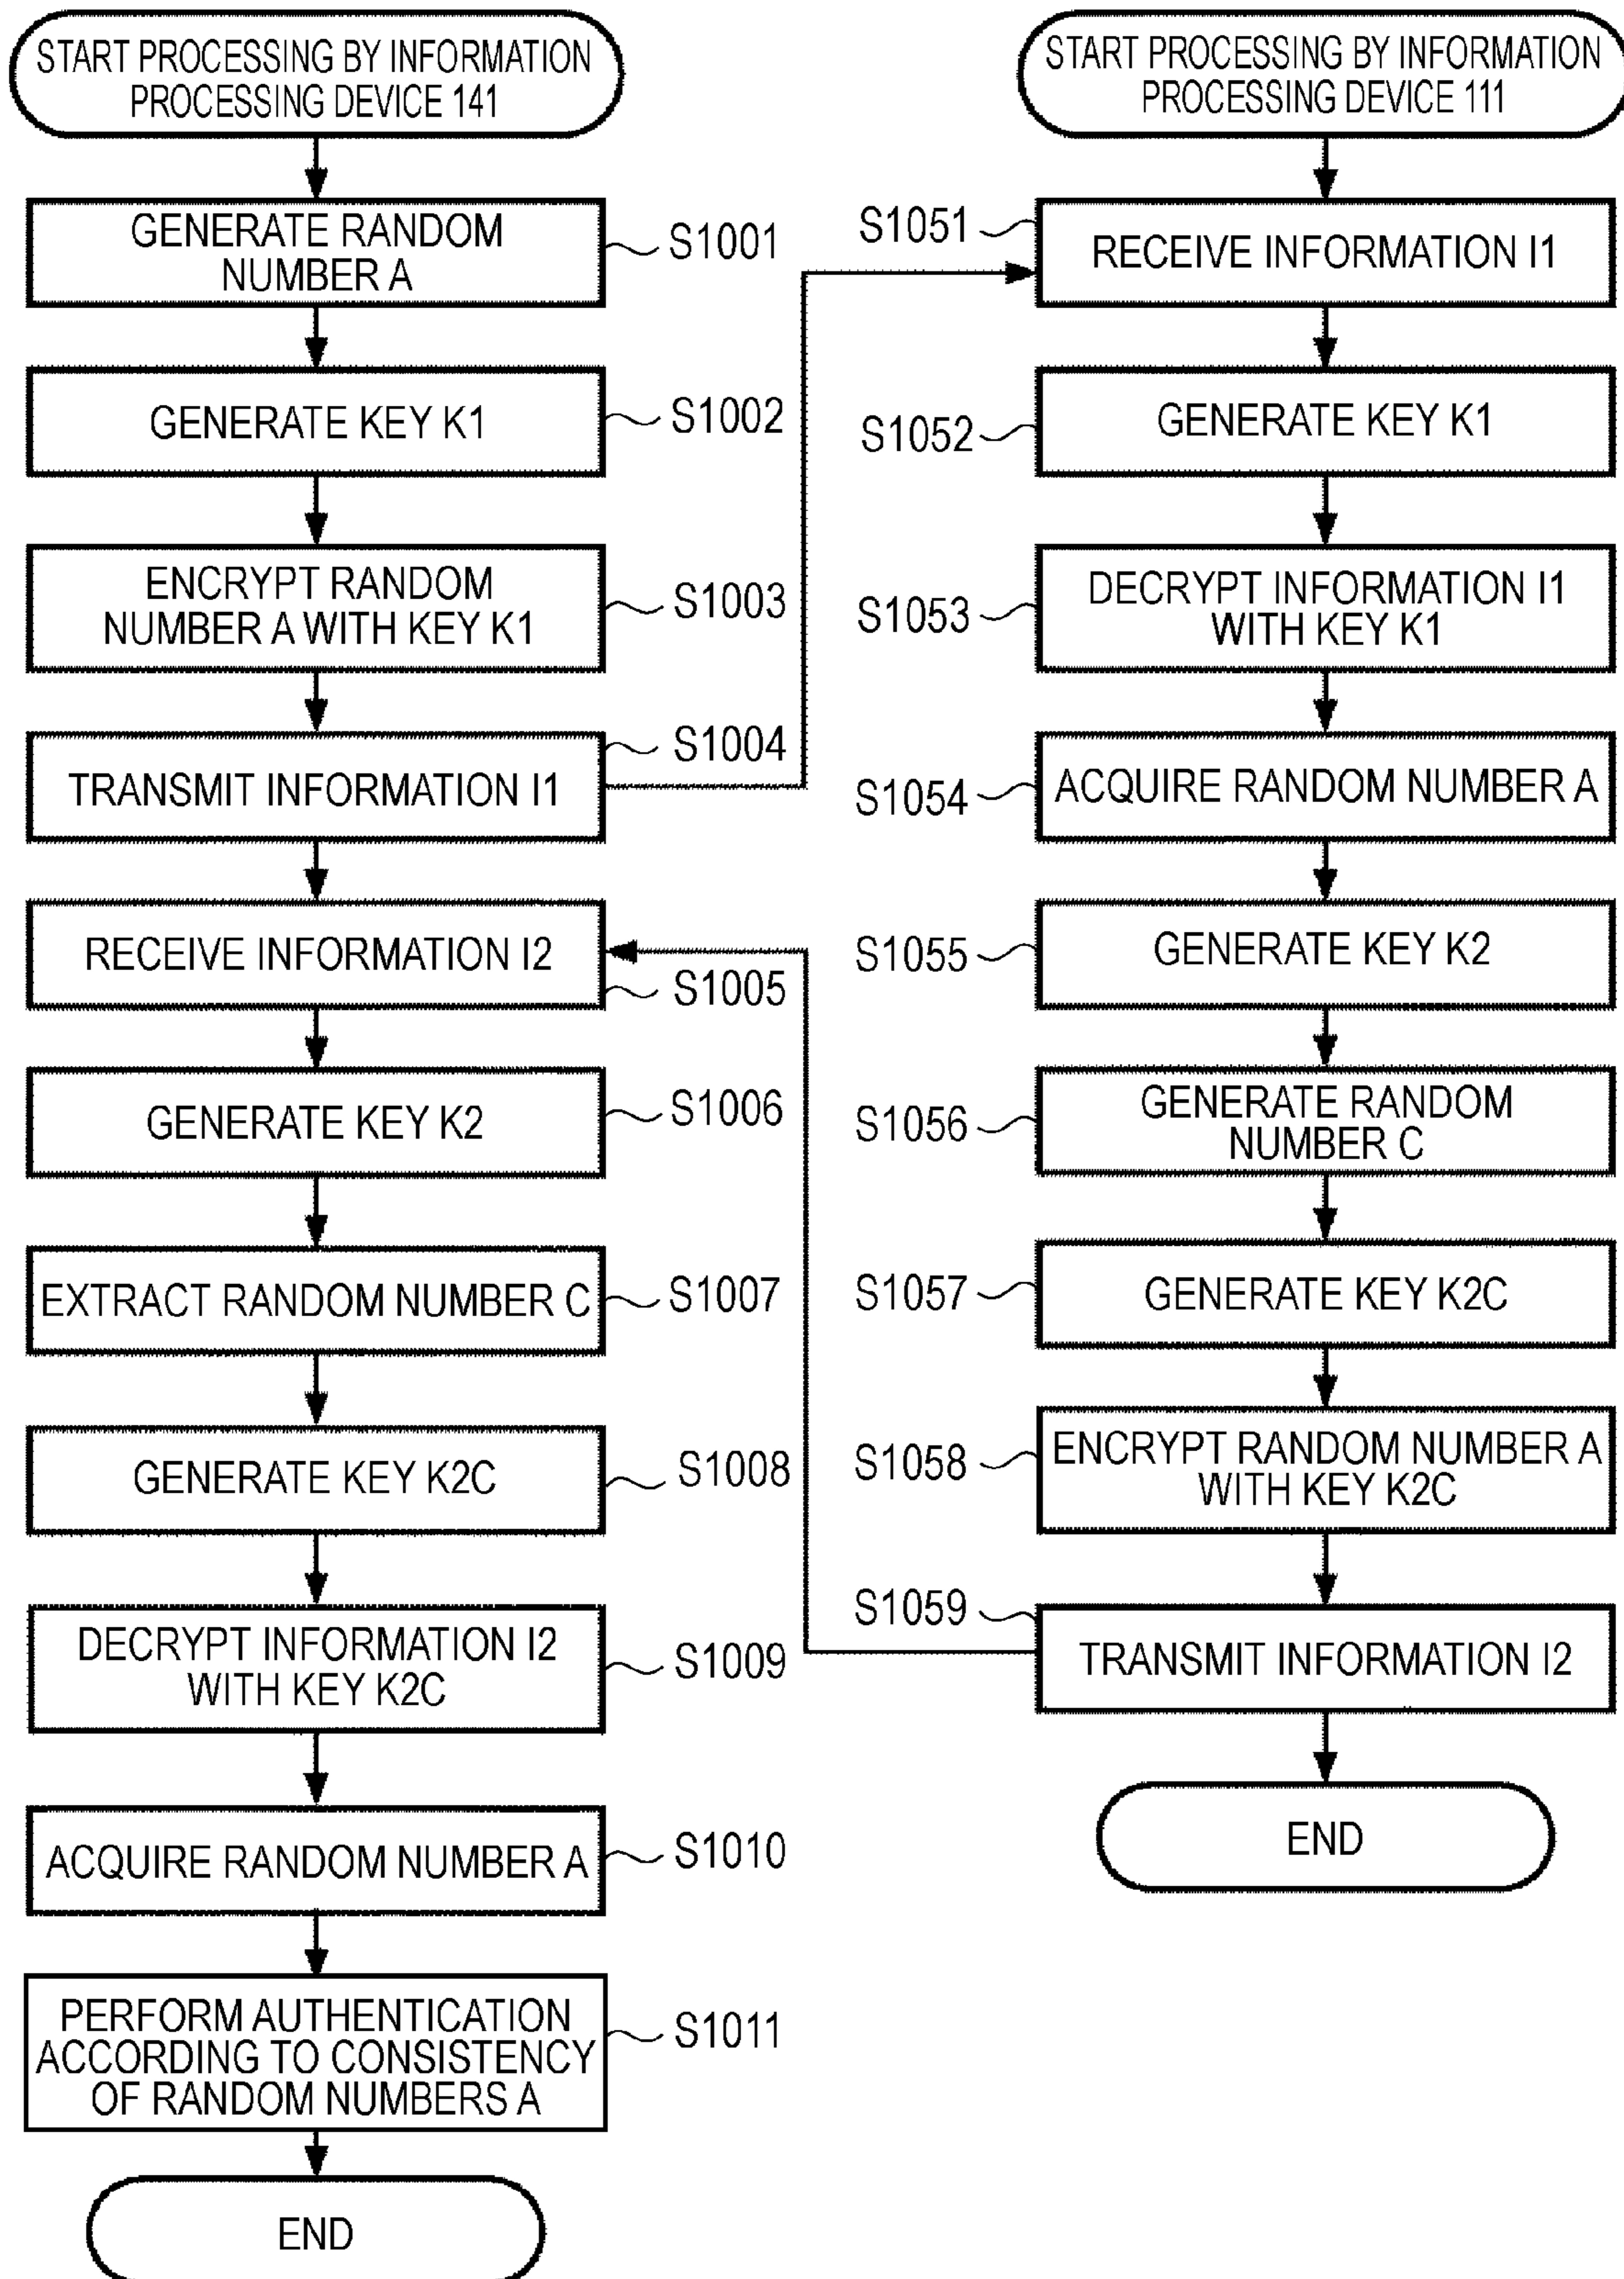 START PROCESSING BY INFORMATION
PROCESSING DEVICE 141
GENERATE RANDOM
NUMBER A
S1001
GENERATE KEY K1
S1002
ENCRYPT RANDOM
NUMBER A WITH KEY K1
S1003
TRANSMIT INFORMATION I1
S1004
RECEIVE INFORMATION I2
S1005
GENERATE KEY K2
S1006
EXTRACT RANDOM NUMBER C
S1007
GENERATE KEY K2C
S1008
DECRYPT INFORMATION I2
WITH KEY K2C
S1009
ACQUIRE RANDOM NUMBER A
S1010
PERFORM AUTHENTICATION
ACCORDING TO CONSISTENCY
OF RANDOM NUMBERS A
S1011
END
START PROCESSING BY INFORMATION
PROCESSING DEVICE 111
S1051
RECEIVE INFORMATION I1
S1052
GENERATE KEY K1
S1053
DECRYPT INFORMATION I1
WITH KEY K1
S1054
ACQUIRE RANDOM NUMBER A
S1055
GENERATE KEY K2
S1056
GENERATE RANDOM
NUMBER C
S1057
GENERATE KEY K2C
S1058
ENCRYPT RANDOM NUMBER A
WITH KEY K2C
S1059
TRANSMIT INFORMATION I2
END